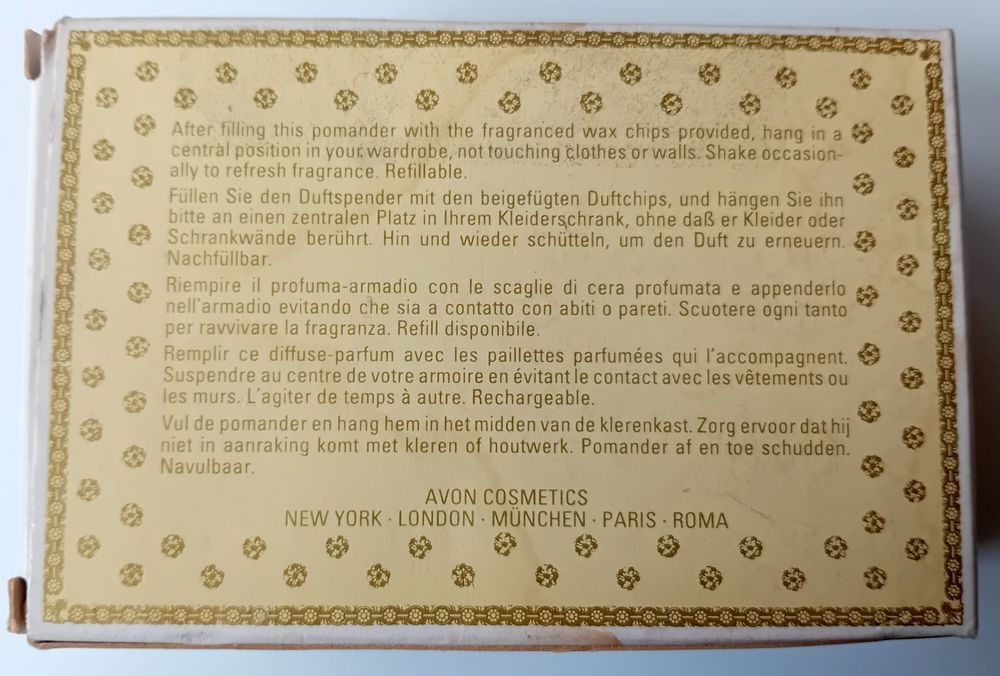 After filling this pomander with the fragranced wax chips provided, hang in a
central position in your wardrobe, not touching clothes or walls. Shake occasion-
ally to refresh fragrance. Refillable.
Füllen Sie den Duftspender mit den beigefügten Duftchips, und hängen Sie ihn
bitte an einen zentralen Platz in Ihrem Kleiderschrank, ohne daß er Kleider oder
Schrankwände berührt. Hin und wieder schütteln, um den Duft zu erneuern.
Nachfüllbar.
Riempire il profuma-armadio con le scaglie di cera profumata e appenderlo
nell'armadio evitando che sia a contatto con abiti o pareti. Scuotere ogni tanto
per ravvivare la fragranza. Refill disponibile.
Remplir ce diffuse-parfum avec les paillettes parfumées qui l'accompagnent.
Suspendre au centre de votre armoire en évitant le contact avec les vêtements ou
les murs. L'agiter de temps à autre. Rechargeable.
Vul de pomander en hang hem in het midden van de klerenkast. Zorg ervoor dat hij
niet in aanraking komt met kleren of houtwerk. Pomander af en toe schudden.
Navulbaar.
AVON COSMETICS
NEW YORK · LONDON · MÜNCHEN · PARIS · ROMA